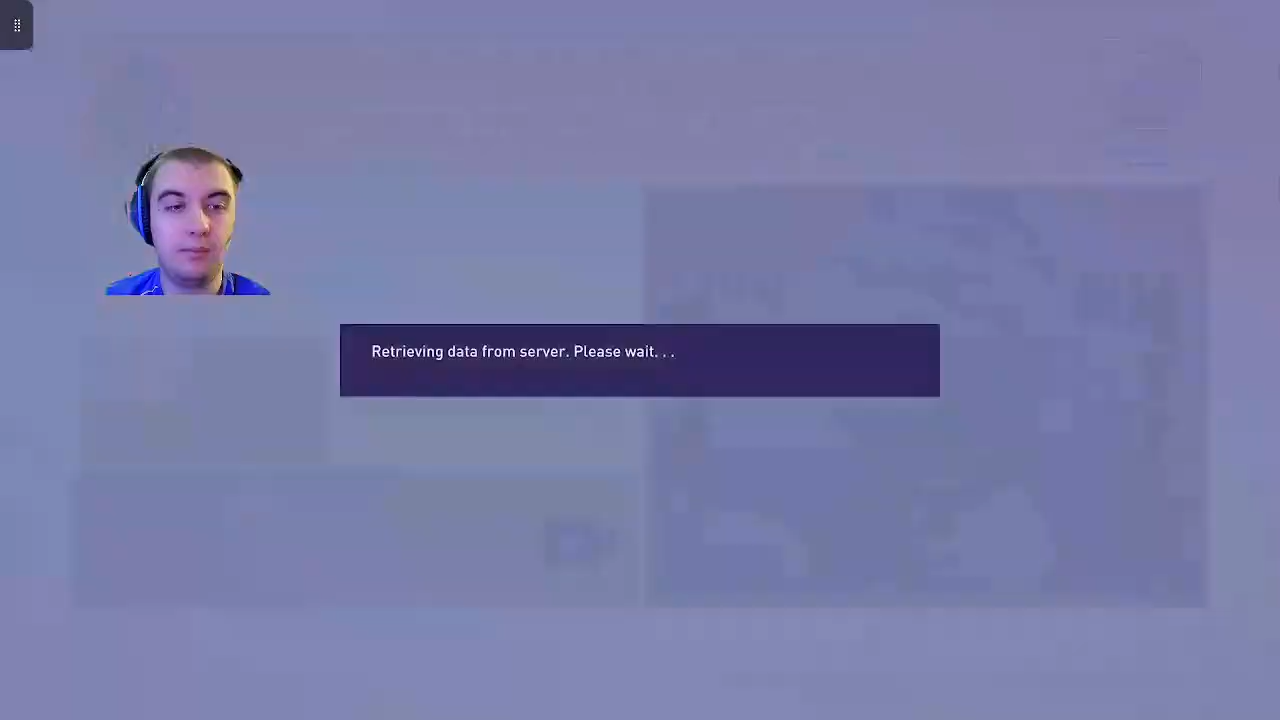 Retrieving data from server. Please wait. . .